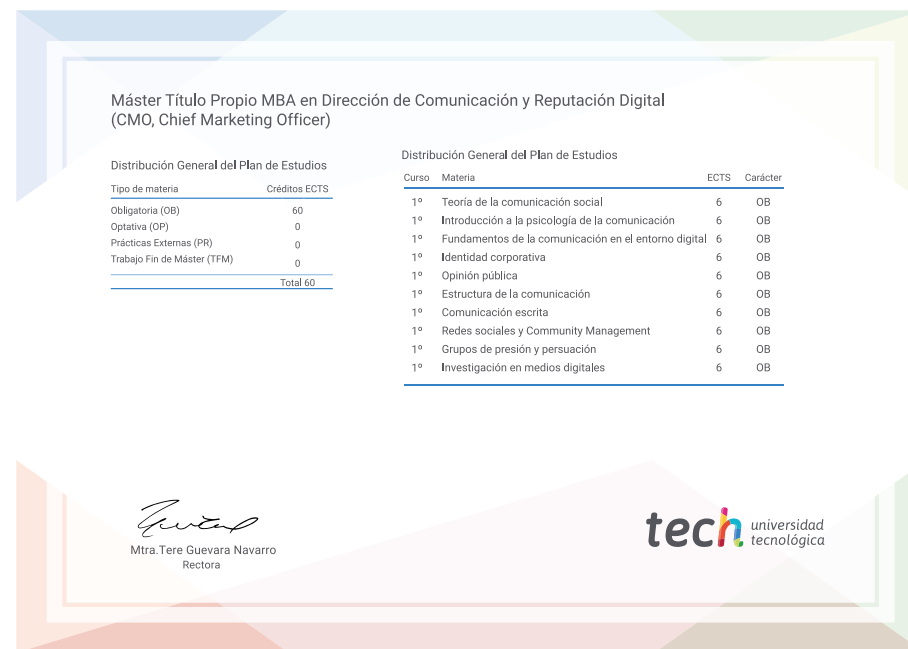 Máster Título Propio MBA en Dirección de Comunicación y Reputación Digital
(CMO, Chief Marketing Officer)
Distribución General del Plan de Estudios
Tipo de materia Créditos ECTS
Obligatoria (OB) 60
Optativa (OP) 0
Prácticas Externas (PR) 0
Trabajo Fin de Máster (TFM) 0
Total 60
Distribución General del Plan de Estudios
Curso Materia ECTS Carácter
1º Teoría de la comunicación social 6 OB
1º Introducción a la psicología de la comunicación 6 OB
1º Fundamentos de la comunicación en el entorno digital 6 OB
1º Identidad corporativa 6 OB
1º Opinión pública 6 OB
1º Estructura de la comunicación 6 OB
1º Comunicación escrita 6 OB
1º Redes sociales y Community Management 6 OB
1º Grupos de presión y persuación 6 OB
1º Investigación en medios digitales 6 OB
Mtra.Tere Guevara Navarro
Rectora
tech universidad
tecnológica